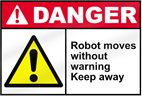 DANGER
Robot moves
without
warning
Keep away